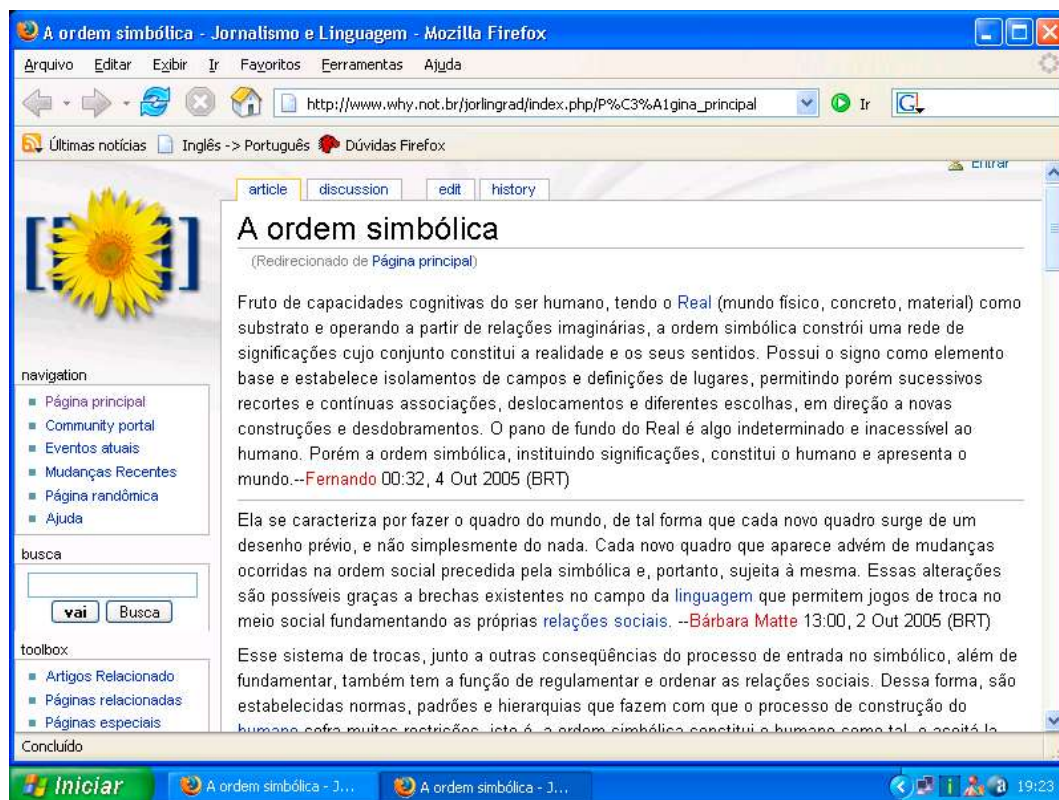 A ordem simbólica - Jornalismo e Linguagem - Mozilla Firefox
Arquivo Editar Exibir Ir Favoritos Ferramentas Ajuda
http://www.why.not.br/jorlingrad/index.php/P%C3%A1gina_principal Ir G
Últimas notícias Inglês -> Português Dúvidas Firefox
Entrar
article discussion edit history
A ordem simbólica
(Redirecionado de Página principal)
Fruto de capacidades cognitivas do ser humano, tendo o Real (mundo físico, concreto, material) como
substrato e operando a partir de relações imaginárias, a ordem simbólica constrói uma rede de
significações cujo conjunto constitui a realidade e os seus sentidos. Possui o signo como elemento
base e estabelece isolamentos de campos e definições de lugares, permitindo porém sucessivos
recortes e contínuas associações, deslocamentos e diferentes escolhas, em direção a novas
construções e desdobramentos. O pano de fundo do Real é algo indeterminado e inacessível ao
humano. Porém a ordem simbólica, instituindo significações, constitui o humano e apresenta o
mundo.--Fernando 00:32, 4 Out 2005 (BRT)
Ela se caracteriza por fazer o quadro do mundo, de tal forma que cada novo quadro surge de um
desenho prévio, e não simplesmente do nada. Cada novo quadro que aparece advém de mudanças
ocorridas na ordem social precedida pela simbólica e, portanto, sujeita à mesma. Essas alterações
são possíveis graças a brechas existentes no campo da linguagem que permitem jogos de troca no
meio social fundamentando as próprias relações sociais. --Bárbara Matte 13:00, 2 Out 2005 (BRT)
Esse sistema de trocas, junto a outras conseqüências do processo de entrada no simbólico, além de
fundamentar, também tem a função de regulamentar e ordenar as relações sociais. Dessa forma, são
estabelecidas normas, padrões e hierarquias que fazem com que o processo de construção do
humano sofra muitas restrições, isto é, a ordem simbólica constitui o humano como tal, e aceitá-la
navigation
Página principal
Community portal
Eventos atuais
Mudanças Recentes
Página randômica
Ajuda
busca
vai Busca
toolbox
Artigos Relacionado
Páginas relacionadas
Páginas especiais
Concluído
Iniciar A ordem simbólica - J... A ordem simbólica - J... 19:23